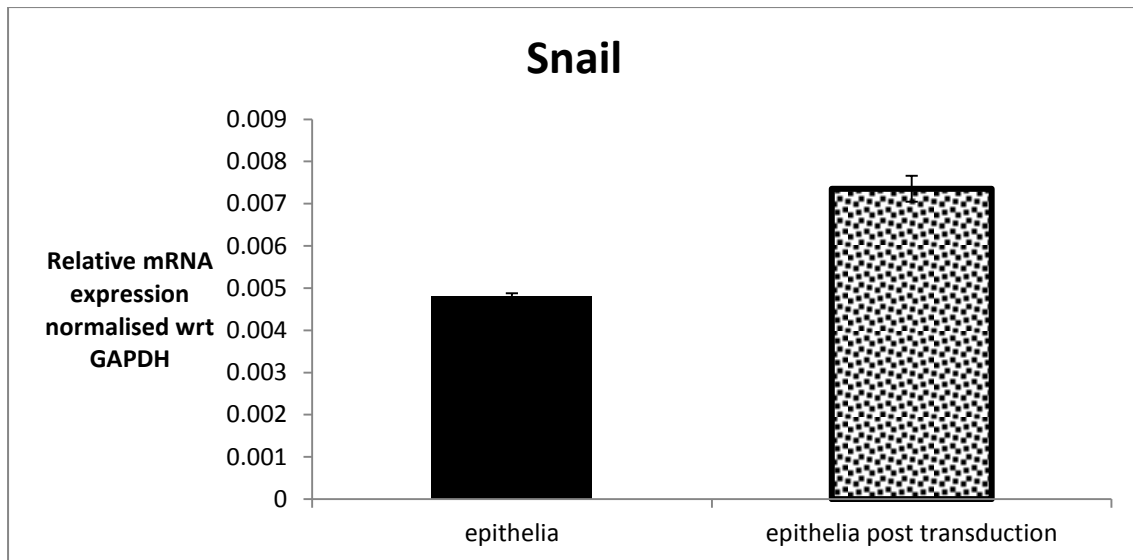 Snail
0.009
0.008
0.007
0.006
0.005
0.004
0.003
0.002
0.001
0
Relative mRNA
expression
normalised wrt
GAPDH
epithelia
epithelia post transduction